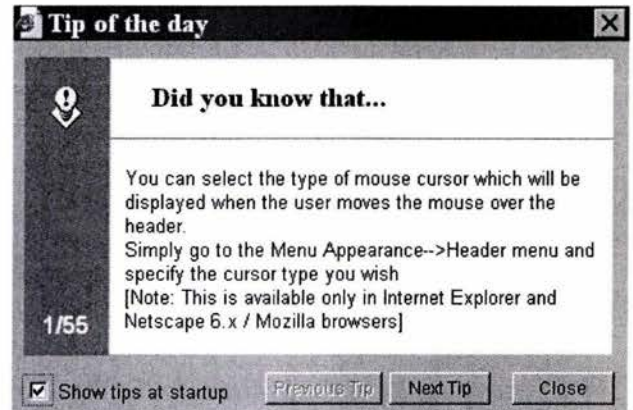 Tip of the day
Did you know that...
You can select the type of mouse cursor which will be
displayed when the user moves the mouse over the
header.
Simply go to the Menu Appearance-->Header menu and
specify the cursor type you wish
[Note: This is available only in Internet Explorer and
Netscape 6.x / Mozilla browsers]
1/55
Show tips at startup
Previous Tip
Next Tip
Close